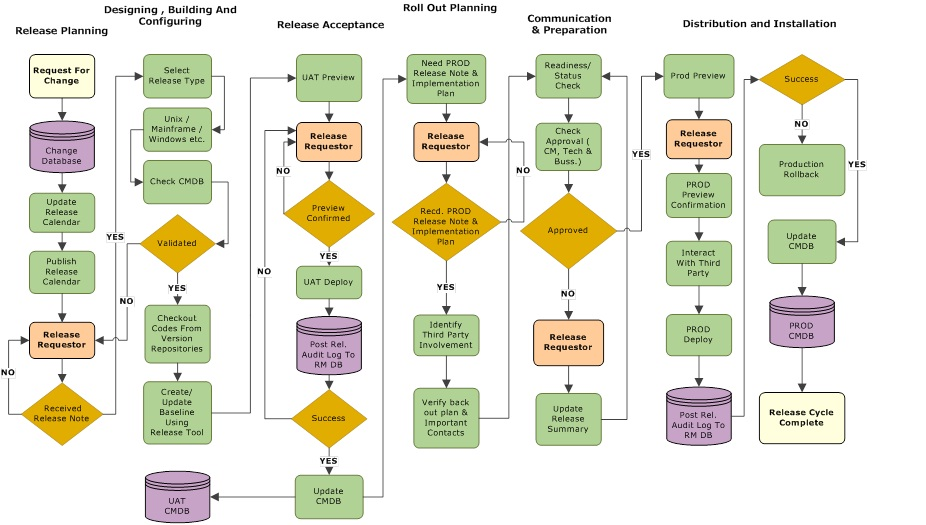 Release Planning
Request For
Change
Change
Database
Update
Release
Calendar
Publish
Release
Calendar
Release
Requestor
NO
Received
Release Note
YES
Designing , Building And
Configuring
Select
Release Type
Unix /
Mainframe /
Windows etc.
Check CMDB
Validated
NO
YES
Checkout
Codes From
Version
Repositories
Create/
Update
Baseline
Using
Release Tool
UAT
CMDB
Release Acceptance
UAT Preview
Release
Requestor
NO
Preview
Confirmed
YES
UAT Deploy
NO
Post Rel.
Audit Log To
RM DB
Success
YES
Update
CMDB
Roll Out Planning
Need PROD
Release Note &
Implementation
Plan
Release
Requestor
NO
Recd. PROD
Release Note &
Implementation
Plan
YES
Identify
Third Party
Involvement
Verify back
out plan &
Important
Contacts
Communication
& Preparation
Readiness/
Status
Check
Check
Approval (
CM, Tech &
Buss.)
YES
Approved
NO
Release
Requestor
Update
Release
Summary
Distribution and Installation
Prod Preview
Release
Requestor
PROD
Preview
Confirmation
Interact
With Third
Party
PROD
Deploy
Post Rel.
Audit Log To
RM DB
Success
NO
YES
Production
Rollback
Update
CMDB
PROD
CMDB
Release Cycle
Complete